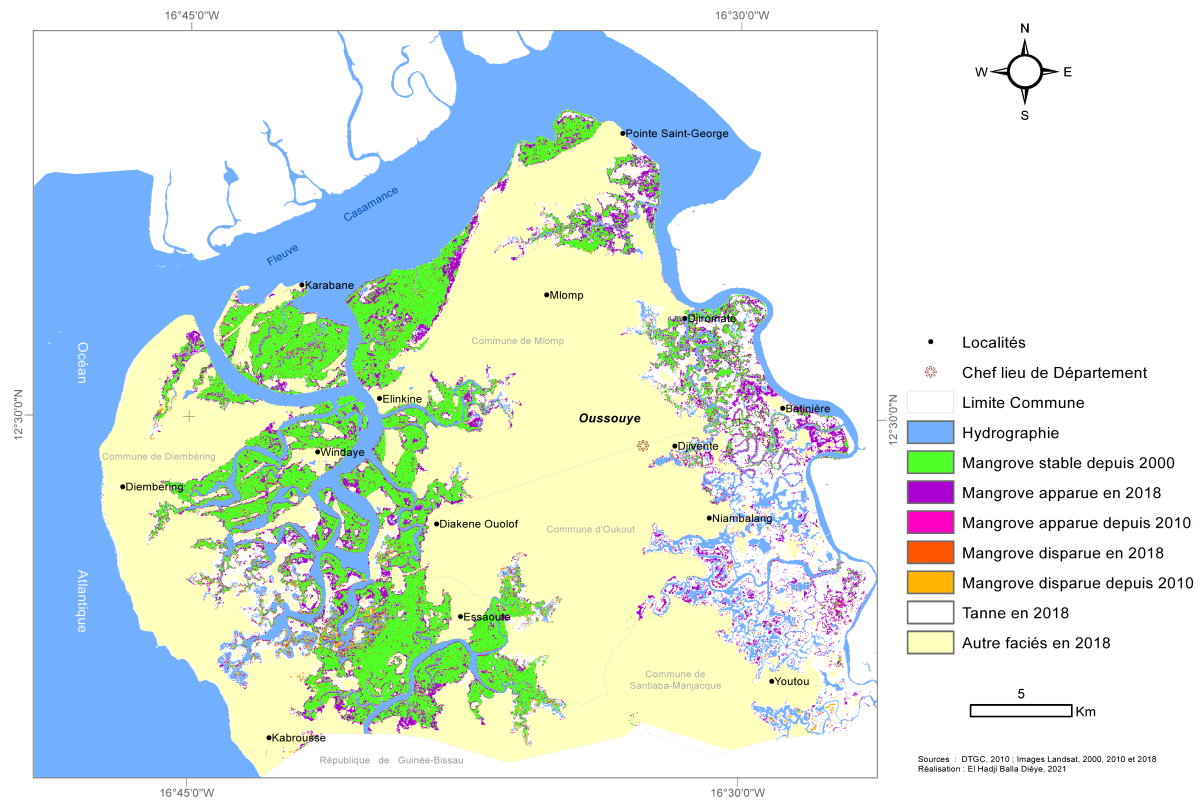 16°45'0"W
16°30'0"W
N
W
E
S
Pointe Saint-George
Fleuve Casamance
Karabane
Mlomp
Djiromate
Commune de Mlomp
Océan
Atlantique
12°30'0"N
12°30'0"N
Elinkine
Batinière
Oussouye
Djivente
Windaye
Commune de Diembéring
Diembering
Diakene Ouolof
Commune d'Oukout
Niambalang
Essaoute
Commune de
Santiaba-Manjacque
Youtou
Kabrousse
République de Guinée-Bissau
16°45'0"W
16°30'0"W
Localités
Chef lieu de Département
Limite Commune
Hydrographie
Mangrove stable depuis 2000
Mangrove apparue en 2018
Mangrove apparue depuis 2010
Mangrove disparue en 2018
Mangrove disparue depuis 2010
Tanne en 2018
Autre faciés en 2018
5
Km
Sources : DTGC, 2010 ; Images Landsat, 2000, 2010 et 2018
Réalisation : El Hadji Balla Diéye, 2021